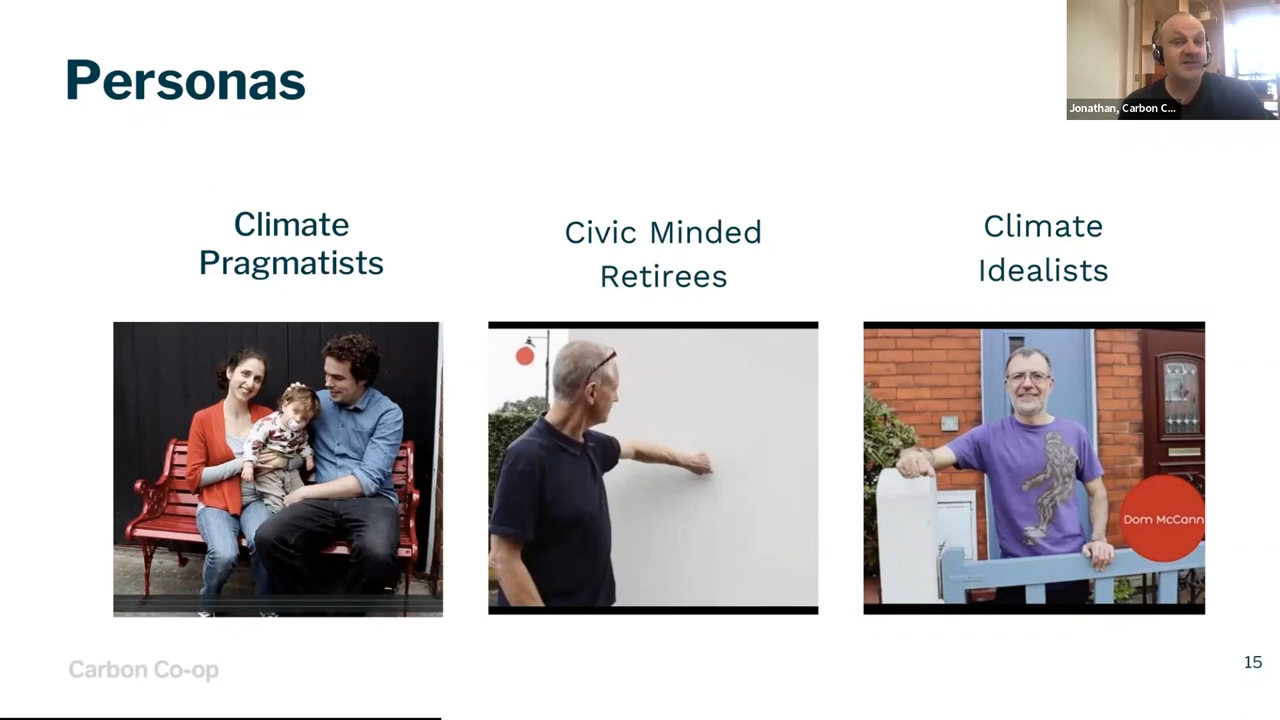 Personas
Jonathan, Carbon C...
Climate
Pragmatists
Civic Minded
Retirees
Climate
Idealists
Dom McCann
Carbon Co-op
15